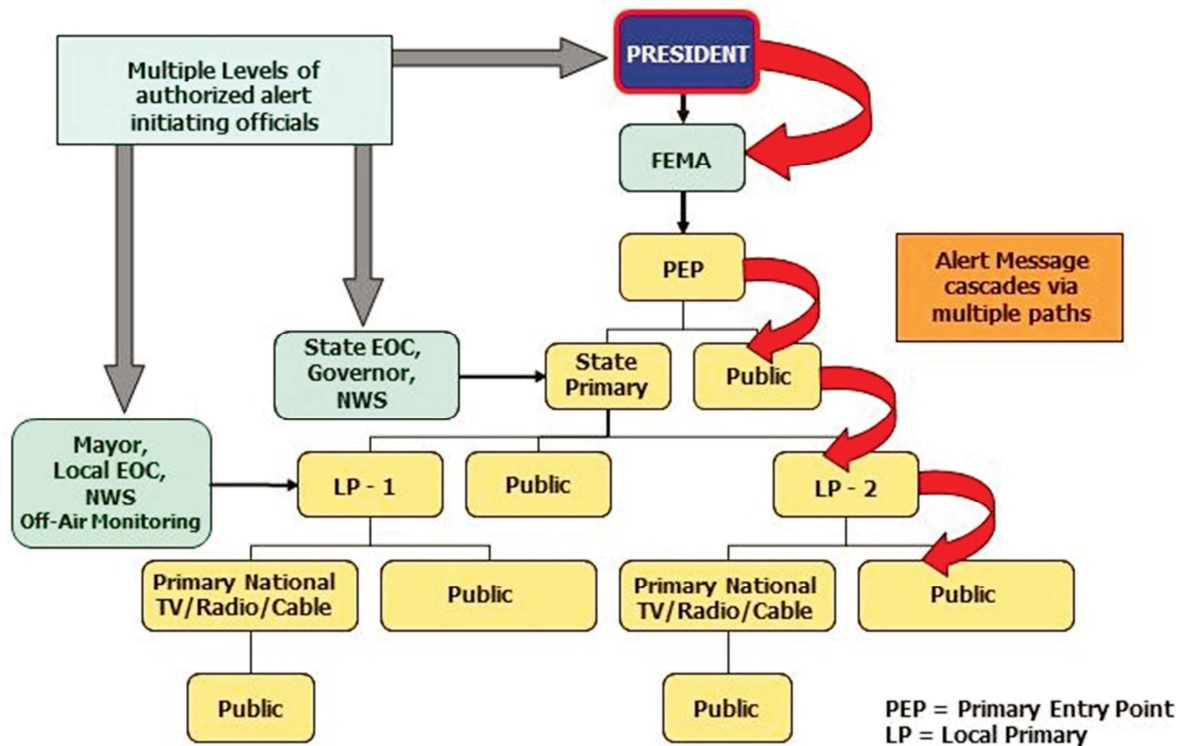 Multiple Levels of
authorized alert
initiating officials
PRESIDENT
FEMA
PEP
Alert Message
cascades via
multiple paths
State EOC,
Governor,
NWS
State
Primary
Public
Mayor,
Local EOC,
NWS
Off-Air Monitoring
LP - 1
Public
LP - 2
Primary National
TV/Radio/Cable
Public
Primary National
TV/Radio/Cable
Public
Public
Public
PEP = Primary Entry Point
LP = Local Primary